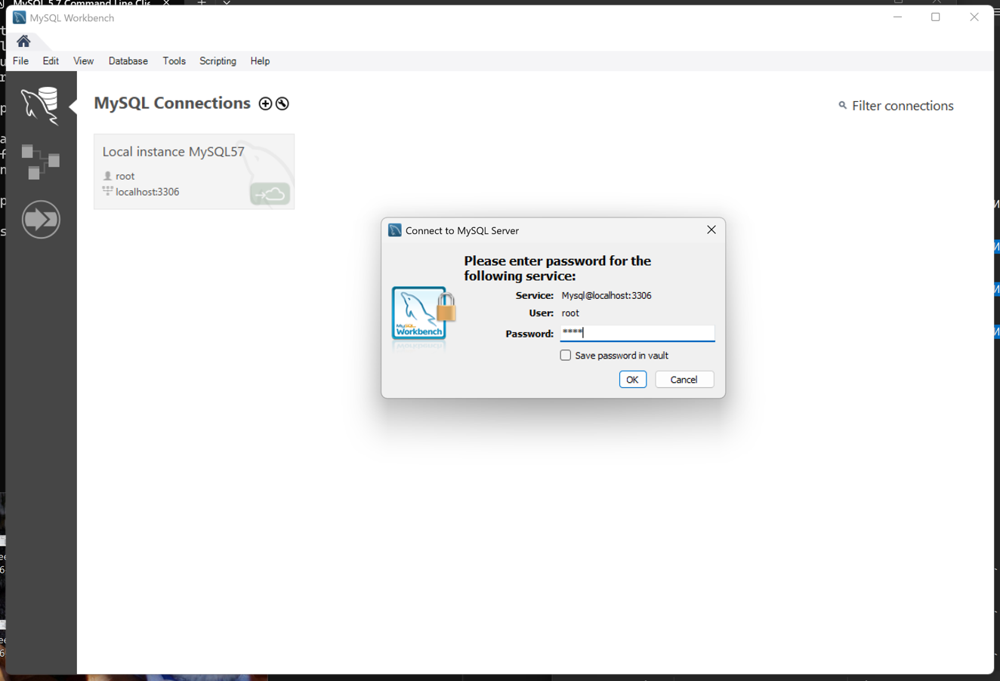 MySQL 5.7 Command Line Clie
MySQL Workbench
File Edit View Database Tools Scripting Help
MySQL Connections
Filter connections
Local instance MySQL57
root
localhost:3306
Connect to MySQL Server
Please enter password for the
following service:
Service: Mysql@localhost:3306
User: root
Password: ****
MySQL
Workbench
Save password in vault
OK Cancel